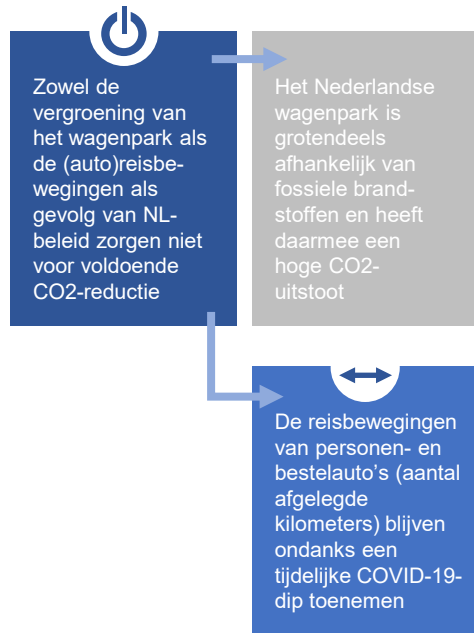 Zowel de
vergroening van
het wagenpark als
de (auto)reisbe-
wegingen als
gevolg van NL-
beleid zorgen niet
voor voldoende
CO2-reductie
Het Nederlandse
wagenpark is
grotendeels
afhankelijk van
fossiele brand-
stoffen en heeft
daarmee een
hoge CO2-
uitstoot
De reisbewegingen
van personen- en
bestelauto’s (aantal
afgelegde
kilometers) blijven
ondanks een
tijdelijke COVID-19-
dip toenemen